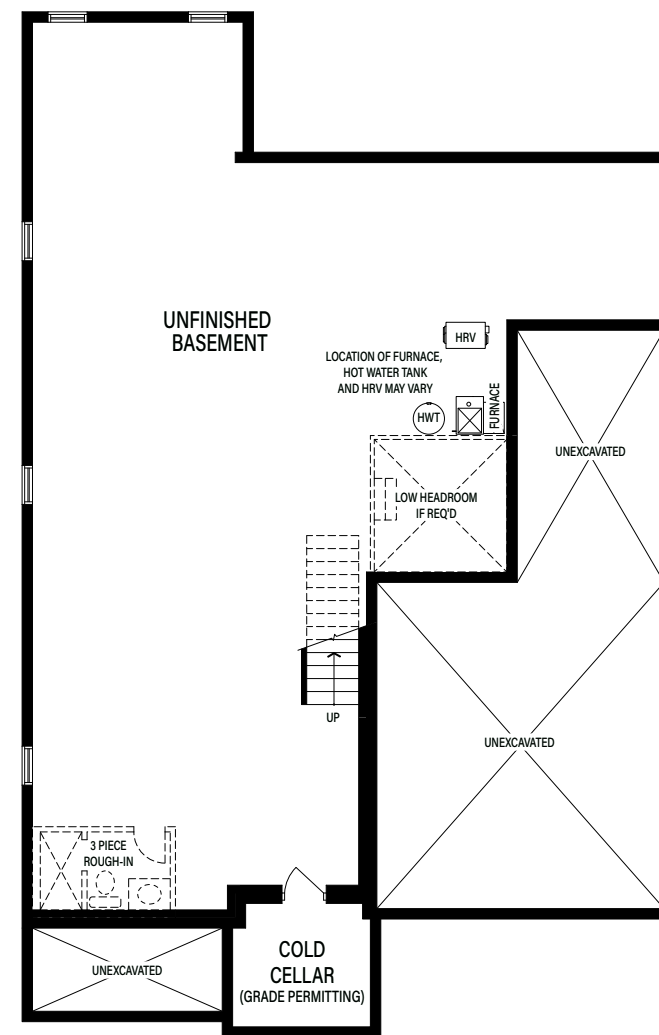 UNFINISHED
BASEMENT
HRV
LOCATION OF FURNACE,
HOT WATER TANK
AND HRV MAY VARY
HWT
FURNACE
UNEXCAVATED
LOW HEADROOM
IF REQ'D
UP
UNEXCAVATED
3 PIECE
ROUGH-IN
COLD
CELLAR
(GRADE PERMITTING)
UNEXCAVATED